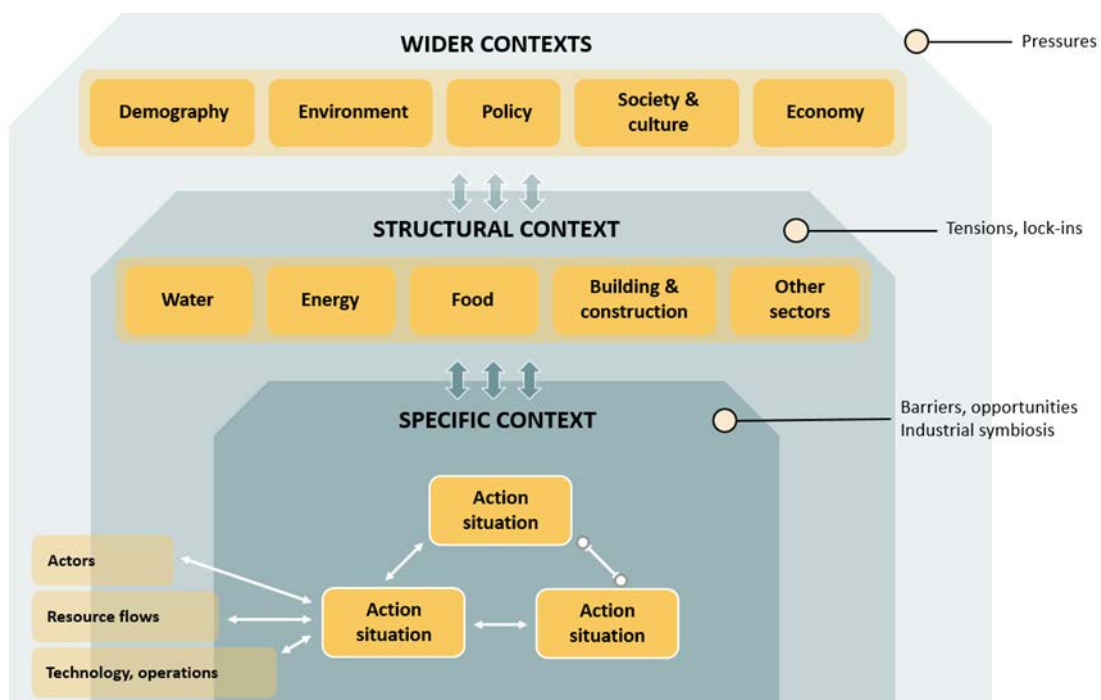 WIDER CONTEXTS
Pressures
Demography
Environment
Policy
Society &
culture
Economy
STRUCTURAL CONTEXT
Tensions, lock-ins
Water
Energy
Food
Building &
construction
Other
sectors
SPECIFIC CONTEXT
Barriers, opportunities
Industrial symbiosis
Action
situation
Actors
Resource flows
Technology, operations
Action
situation
Action
situation